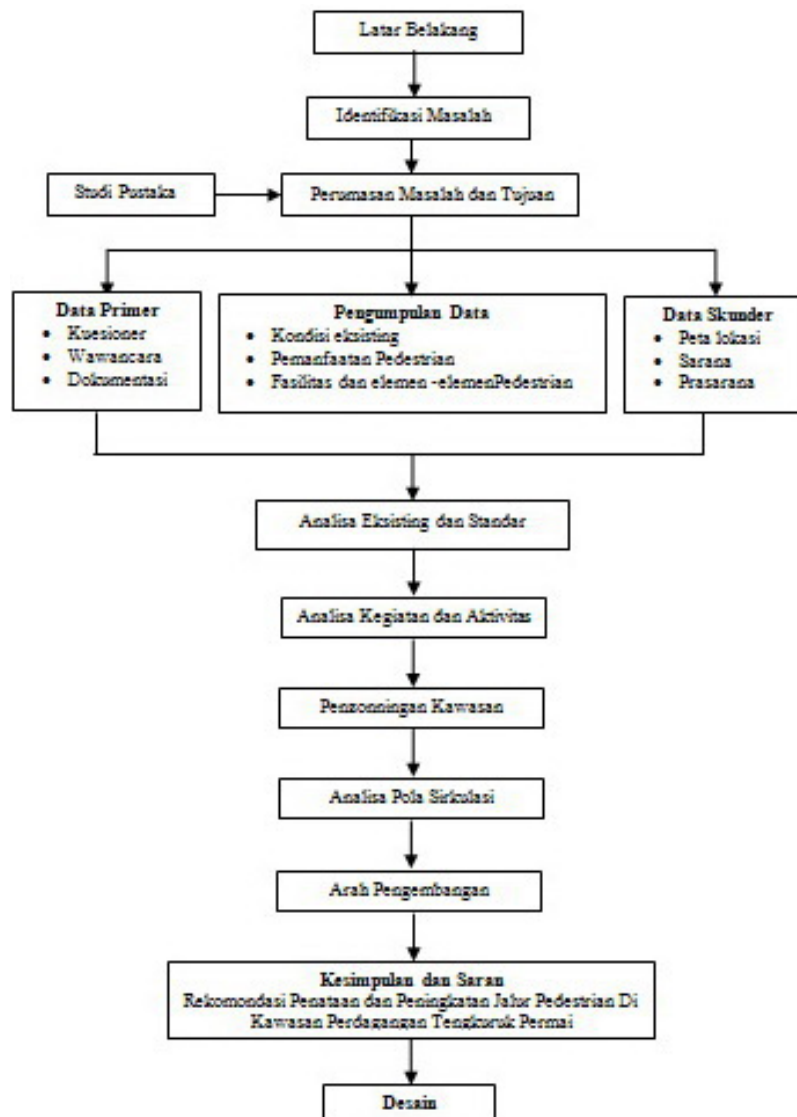 Latar Belakang
Identifikasi Masalah
Studi Pustaka
Perumasan Masalah dan Tujuan
Data Primer
• Kuesioner
• Wawancara
• Dokumentasi
Pengumpulan Data
• Kondisi eksisting
• Pemanfaatan Pedestrian
• Fasilitas dan elemen -elemenPedestrian
Data Skunder
• Peta lokasi
• Sarana
• Prasarana
Analisa Eksisting dan Standar
Analisa Kegiatan dan Aktivitas
Penzonningan Kawasan
Analisa Pola Sirkulasi
Arah Pengembangan
Kesimpulan dan Saran
Rekomondasi Penataan dan Peningkatan Jalur Pedestrian Di
Kawasan Perdagangan Tengkuruk Permai
Desain